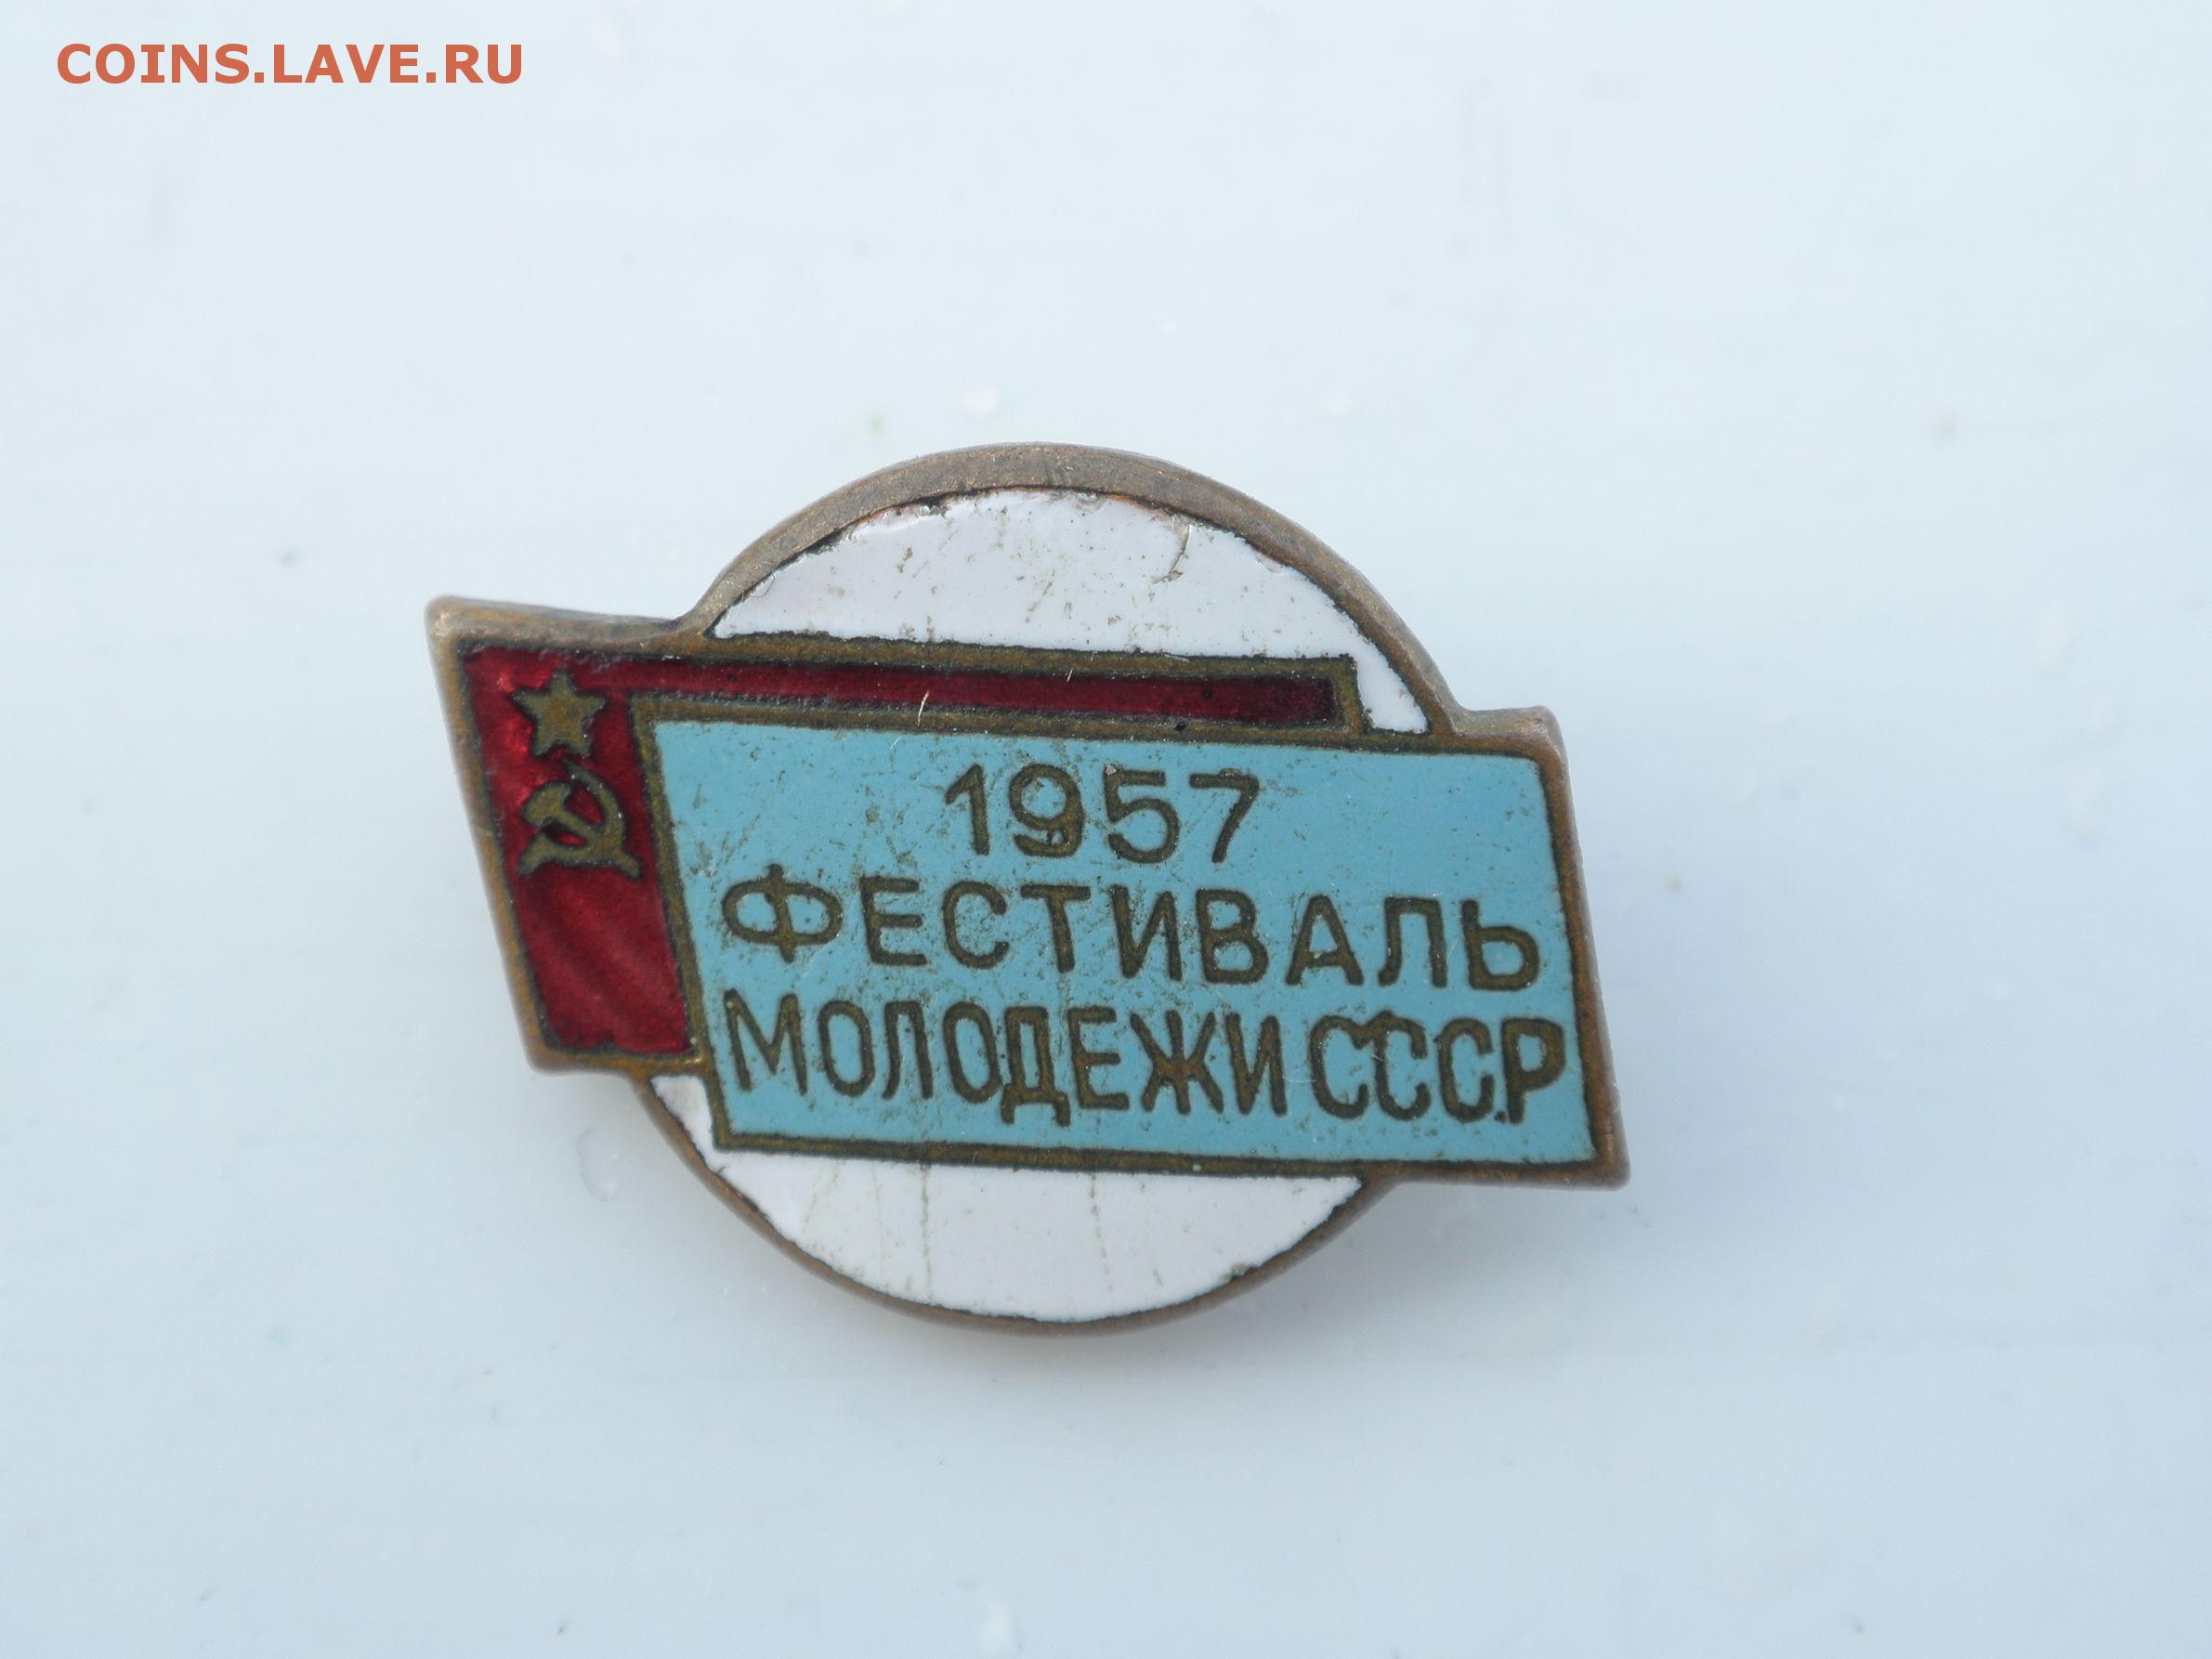 COINS.LAVE.RU
1957
ФЕСТИВАЛЬ
МОЛОДЕЖИ СССР